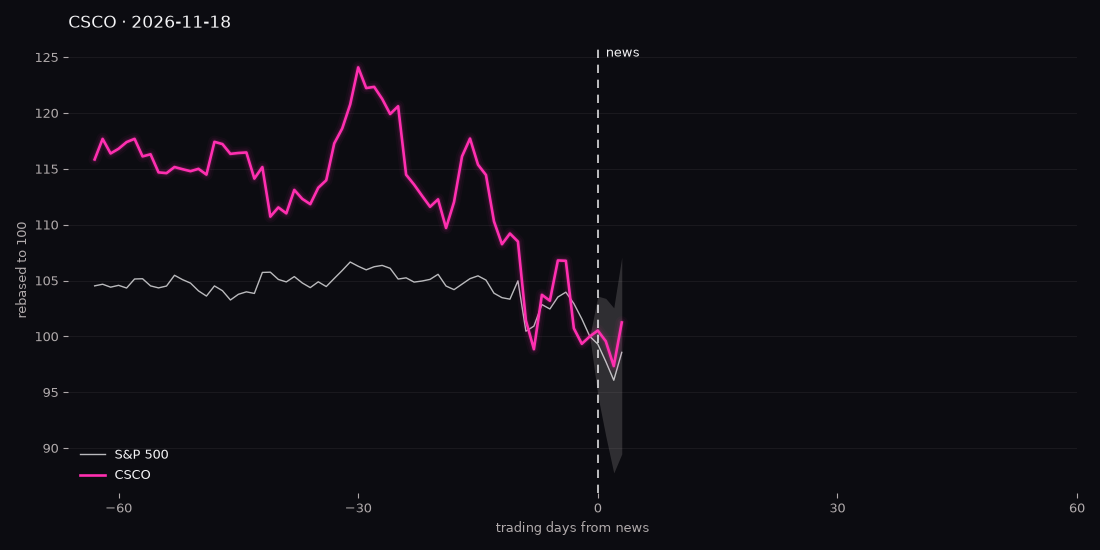 CSCO · 2026-11-18
news
125
120
115
110
105
100
95
90
rebased to 100
S&P 500
CSCO
−60
−30
0
30
60
trading days from news